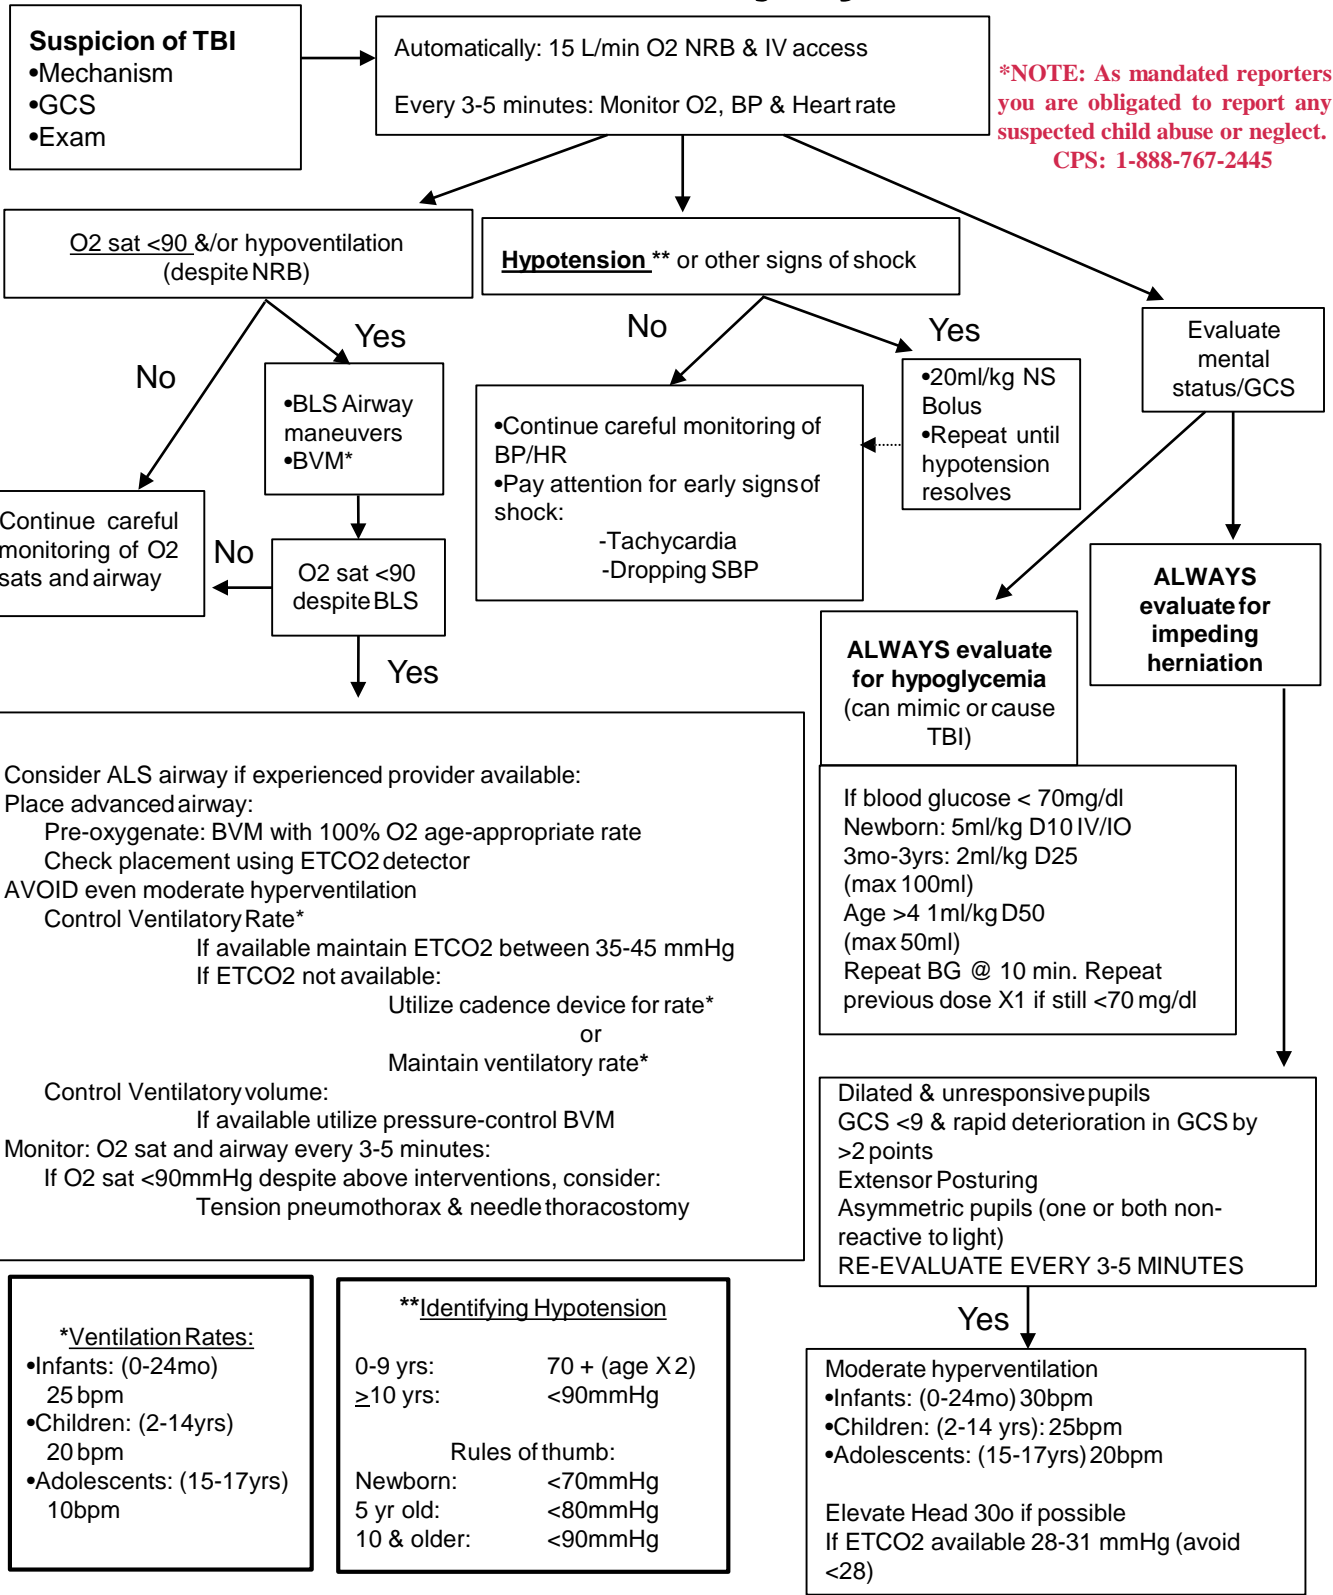 Suspicion of TBI
•Mechanism
•GCS
•Exam
Automatically: 15 L/min O2 NRB & IV access
Every 3-5 minutes: Monitor O2, BP & Heart rate
*NOTE: As mandated reporters
you are obligated to report any
suspected child abuse or neglect.
CPS: 1-888-767-2445
O2 sat <90 &/or hypoventilation
(despite NRB)
Hypotension ** or other signs of shock
Evaluate
mental
status/GCS
No
Yes
No
Yes
•BLS Airway
maneuvers
•BVM*
•Continue careful monitoring of
BP/HR
•Pay attention for early signs of
shock:
-Tachycardia
-Dropping SBP
•20ml/kg NS
Bolus
•Repeat until
hypotension
resolves
Continue careful
monitoring of O2
sats and airway
No
O2 sat <90
despite BLS
Yes
ALWAYS evaluate
for hypoglycemia
(can mimic or cause
TBI)
ALWAYS
evaluate for
impeding
herniation
Consider ALS airway if experienced provider available:
Place advanced airway:
Pre-oxygenate: BVM with 100% O2 age-appropriate rate
Check placement using ETCO2 detector
AVOID even moderate hyperventilation
Control Ventilatory Rate*
If available maintain ETCO2 between 35-45 mmHg
If ETCO2 not available:
Utilize cadence device for rate*
or
Maintain ventilatory rate*
Control Ventilatory volume:
If available utilize pressure-control BVM
Monitor: O2 sat and airway every 3-5 minutes:
If O2 sat <90mmHg despite above interventions, consider:
Tension pneumothorax & needle thoracostomy
If blood glucose < 70mg/dl
Newborn: 5ml/kg D10 IV/IO
3mo-3yrs: 2ml/kg D25
(max 100ml)
Age >4 1ml/kg D50
(max 50ml)
Repeat BG @ 10 min. Repeat
previous dose X1 if still <70 mg/dl
Dilated & unresponsive pupils
GCS <9 & rapid deterioration in GCS by
>2 points
Extensor Posturing
Asymmetric pupils (one or both non-
reactive to light)
RE-EVALUATE EVERY 3-5 MINUTES
Yes
*Ventilation Rates:
•Infants: (0-24mo)
25 bpm
•Children: (2-14yrs)
20 bpm
•Adolescents: (15-17yrs)
10bpm
**Identifying Hypotension
0-9 yrs: 70 + (age X 2)
≥10 yrs: <90mmHg
Rules of thumb:
Newborn: <70mmHg
5 yr old: <80mmHg
10 & older: <90mmHg
Moderate hyperventilation
•Infants: (0-24mo) 30bpm
•Children: (2-14 yrs): 25bpm
•Adolescents: (15-17yrs) 20bpm
Elevate Head 30o if possible
If ETCO2 available 28-31 mmHg (avoid
<28)